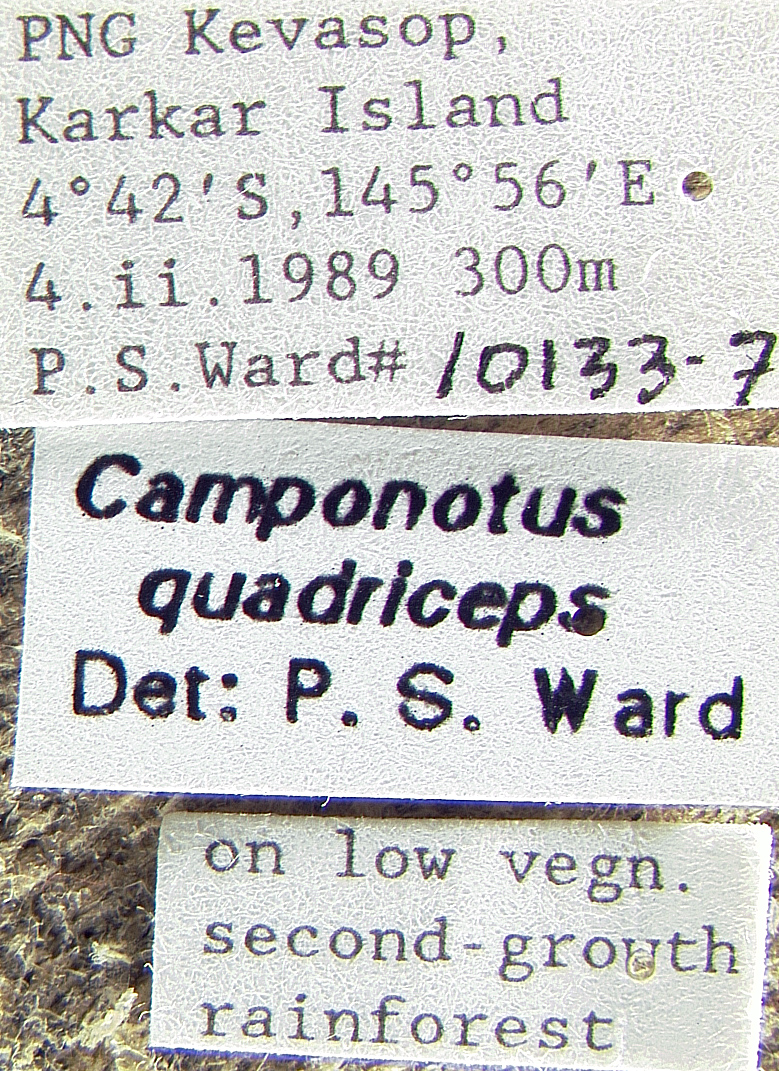 PNG Kevasop,
Karkar Island
4°42'S,145°56'E
4.ii.1989 300m
P.S.Ward# 10133-7
Camponotus
quadriceps
Det: P. S. Ward
on low vegn.
second-growth
rainforest